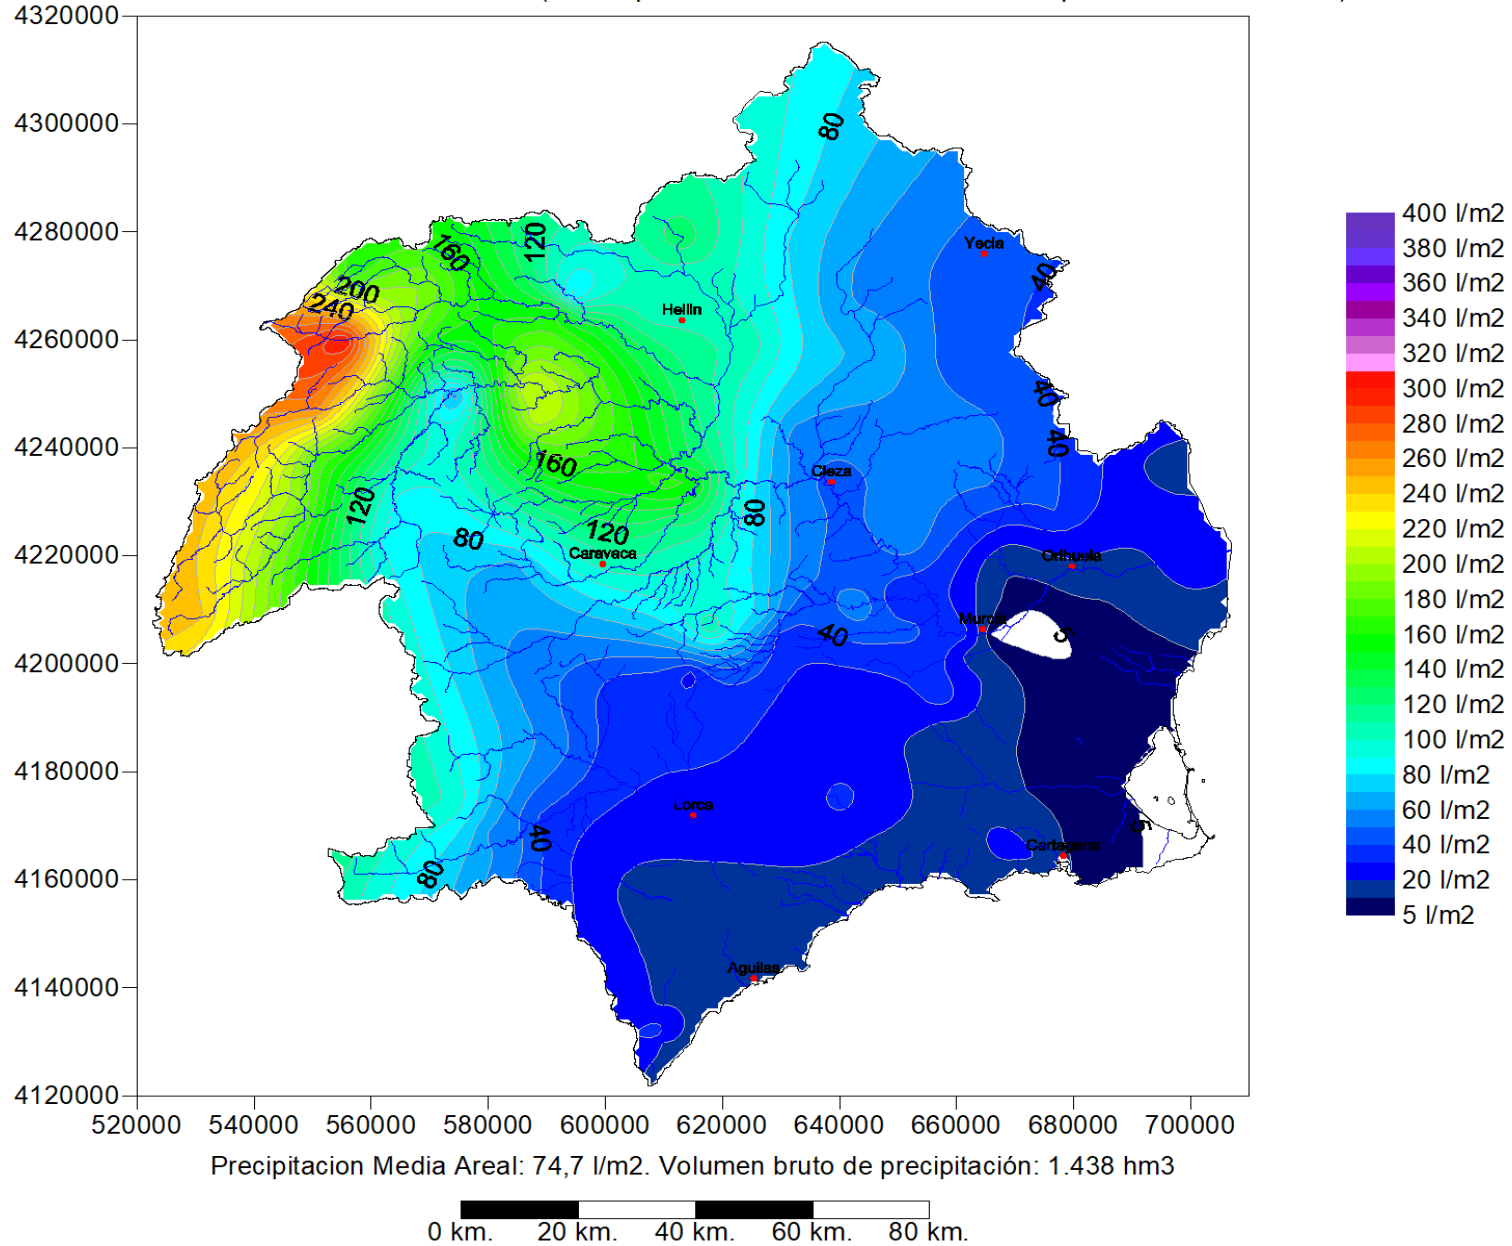 4320000
4300000
80
4280000
120
160
Yecla
40
200
240
Hellin
4260000
40
4240000
40
160
Cieza
120
80
80
120
Caravaca
4220000
Orihuela
Murcia
5
40
4200000
4180000
Lorca
5
40
Cartagena
80
4160000
Aguilas
4140000
4120000
520000 540000 560000 580000 600000 620000 640000 660000 680000 700000
400 l/m2
380 l/m2
360 l/m2
340 l/m2
320 l/m2
300 l/m2
280 l/m2
260 l/m2
240 l/m2
220 l/m2
200 l/m2
180 l/m2
160 l/m2
140 l/m2
120 l/m2
100 l/m2
80 l/m2
60 l/m2
40 l/m2
20 l/m2
5 l/m2
Precipitacion Media Areal: 74,7 l/m2. Volumen bruto de precipitación: 1.438 hm3
0 km. 20 km. 40 km. 60 km. 80 km.